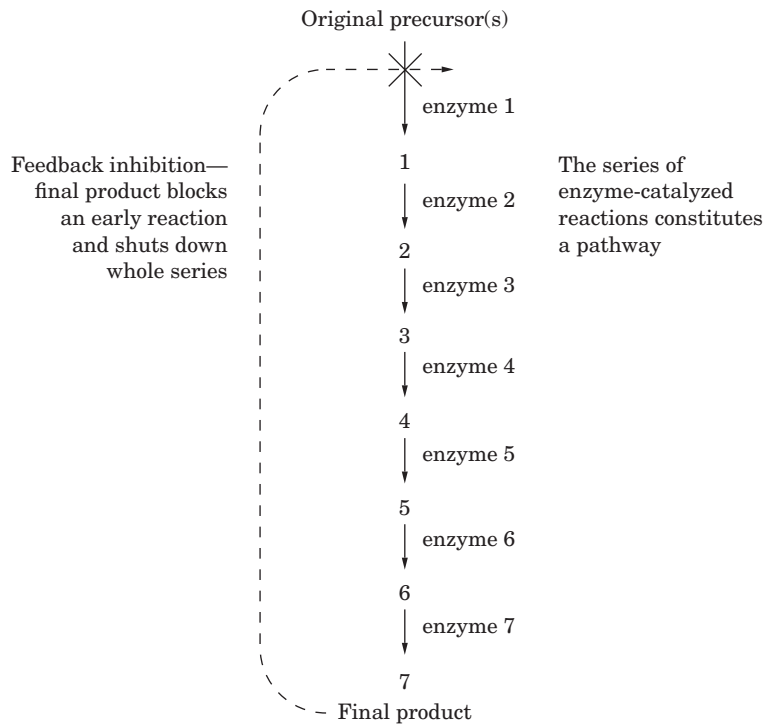 Original precursor(s)
enzyme 1
Feedback inhibition—
final product blocks
an early reaction
and shuts down
whole series
1
The series of
enzyme-catalyzed
reactions constitutes
a pathway
enzyme 2
2
enzyme 3
3
enzyme 4
4
enzyme 5
5
enzyme 6
6
enzyme 7
7
Final product